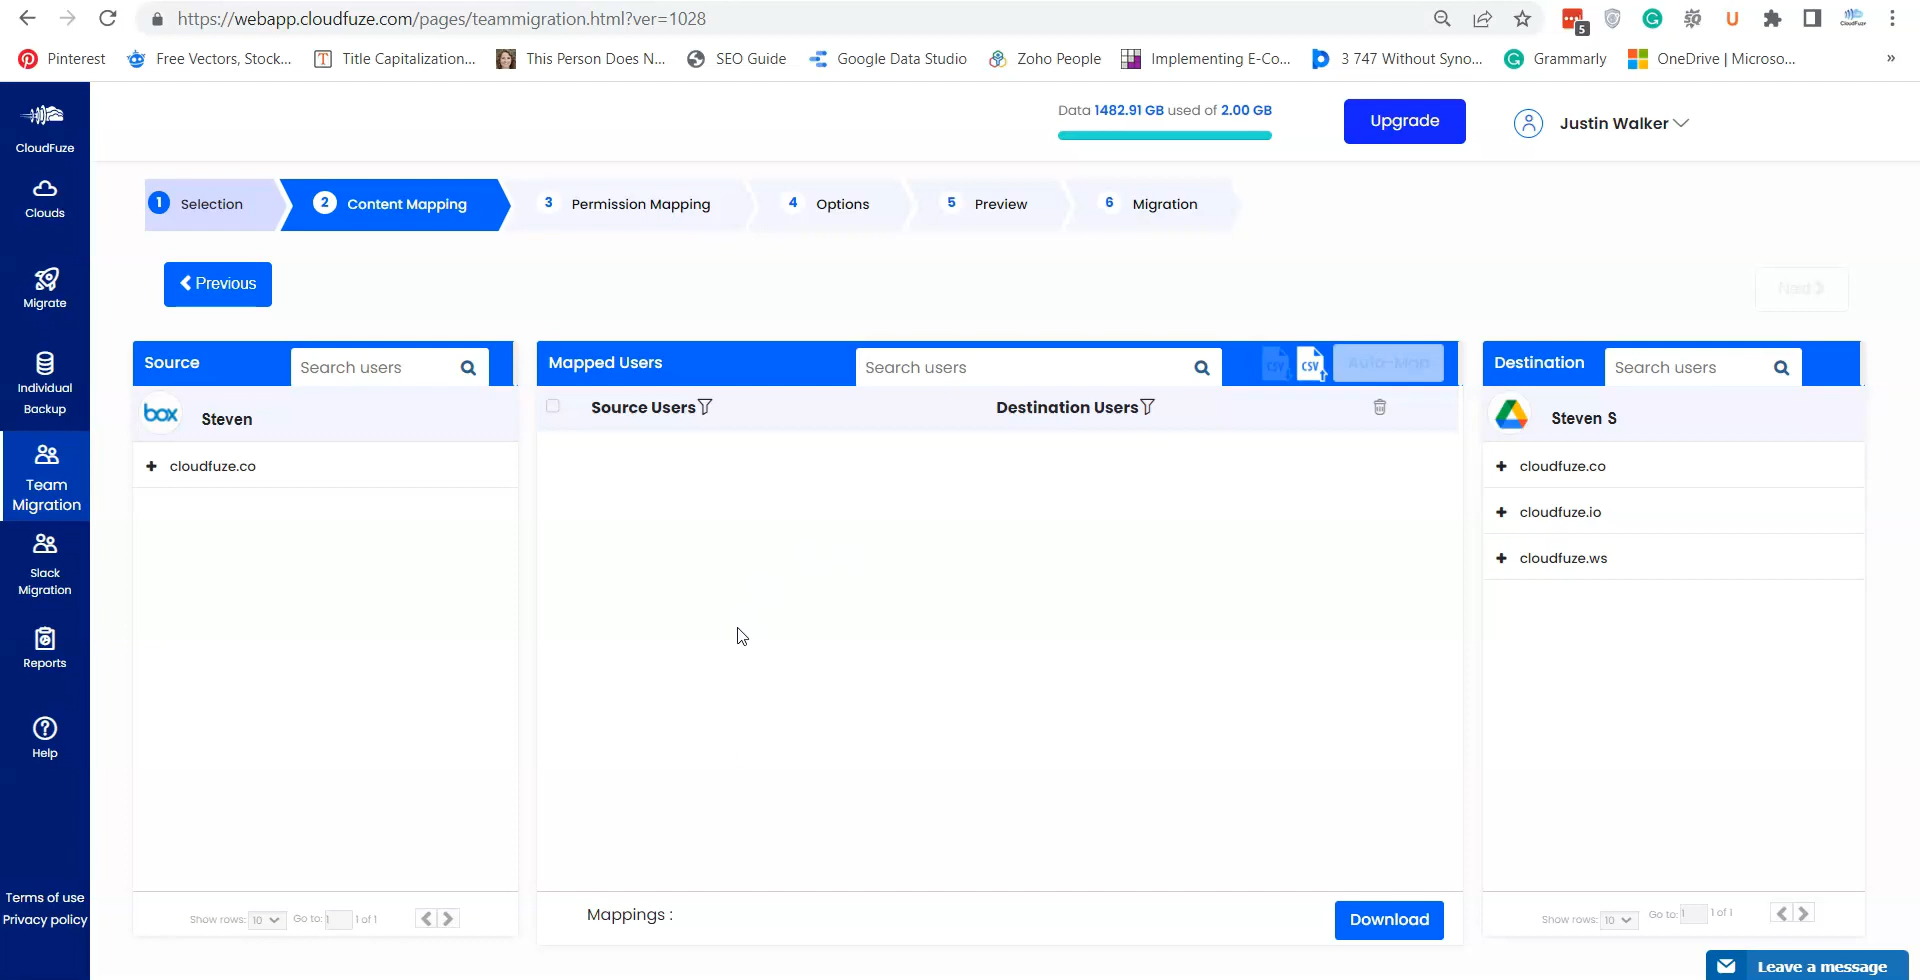 https://webapp.cloudfuze.com/pages/teammigration.html?ver=1028
5
Pinterest Free Vectors, Stock... Title Capitalization... This Person Does N... SEO Guide Google Data Studio Zoho People Implementing E-Co... 3 747 Without Syno... Grammarly OneDrive | Microso... »
CloudFuze
Clouds
Migrate
Individual
Backup
Team
Migration
Slack
Migration
Reports
Help
Terms of use
Privacy policy
Data 1482.91 GB used of 2.00 GB
Upgrade
Justin Walker
1 Selection
2 Content Mapping
3 Permission Mapping
4 Options
5 Preview
6 Migration
Previous
Next
Source
Search users
box Steven
+ cloudfuze.co
Show rows: 10 Go to: 1 1 of 1
Mapped Users
Search users
CSV CSV Auto-Map
Source Users Destination Users
Mappings :
Download
Destination
Search users
Steven S
+ cloudfuze.co
+ cloudfuze.io
+ cloudfuze.ws
Show rows: 10 Go to: 1 1 of 1
Leave a message